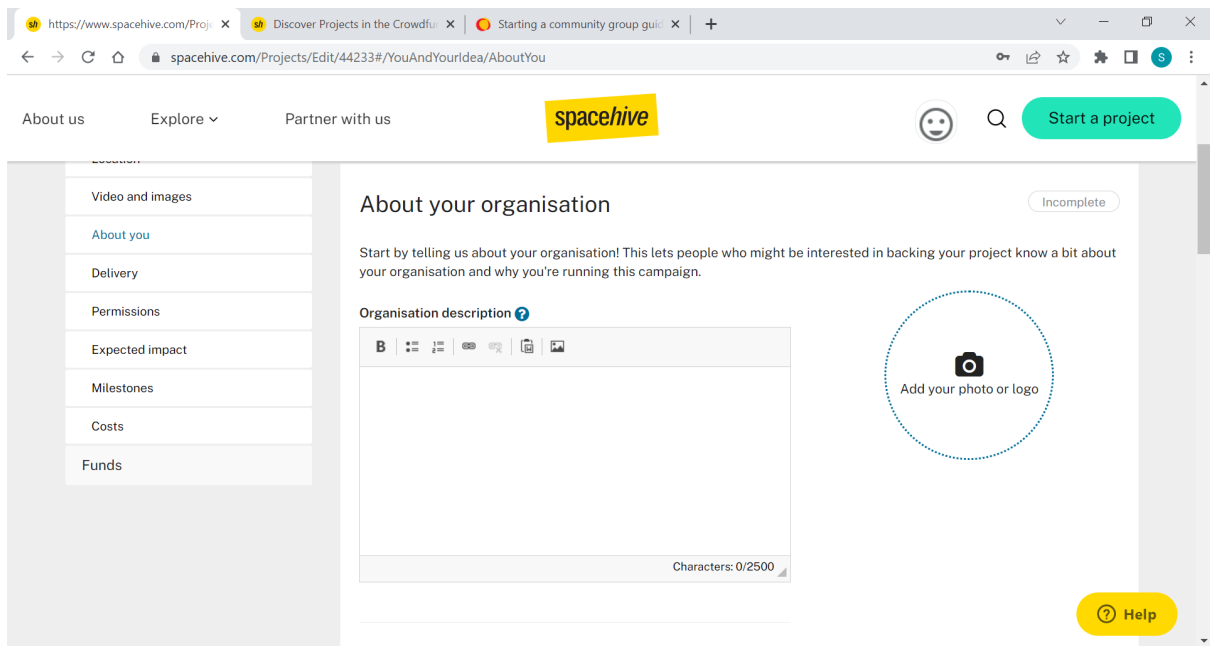 https://www.spacehive.com/Proje
Discover Projects in the Crowdfu
Starting a community group guid
spacehive.com/Projects/Edit/44233#/YouAndYourIdea/AboutYou
S
About us
Explore
Partner with us
spacehive
Start a project
Location
Video and images
About you
Delivery
Permissions
Expected impact
Milestones
Costs
Funds
About your organisation
Incomplete
Start by telling us about your organisation! This lets people who might be interested in backing your project know a bit about
your organisation and why you're running this campaign.
Organisation description ?
B
Add your photo or logo
Characters: 0/2500
? Help